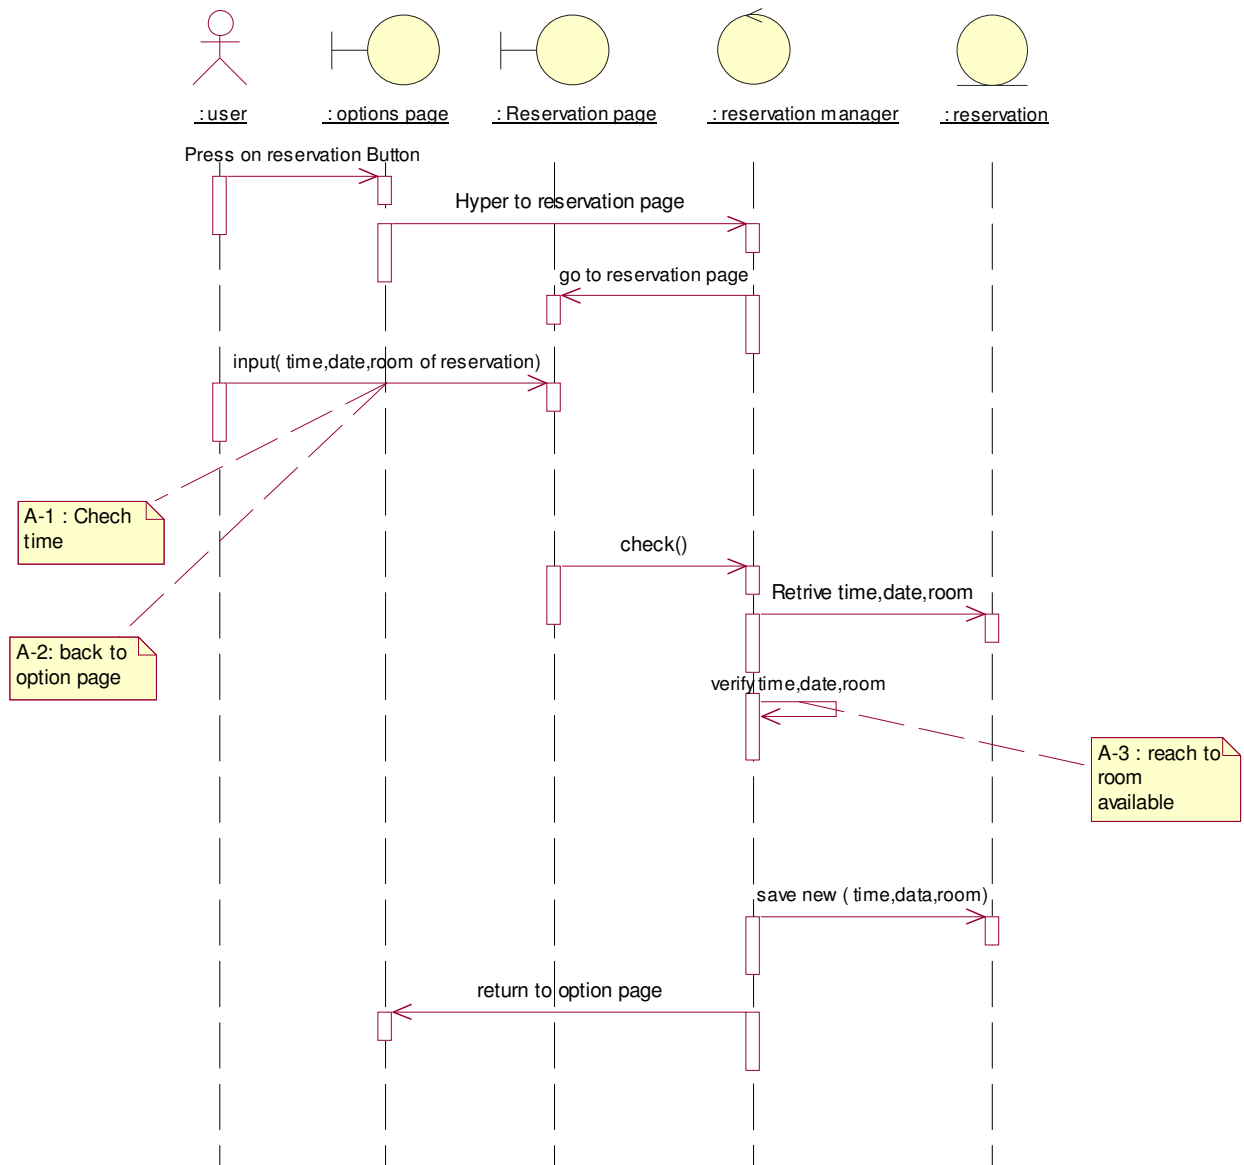 : user
: options page
: Reservation page
: reservation manager
: reservation
Press on reservation Button
Hyper to reservation page
go to reservation page
input( time,date,room of reservation)
A-1 : Chech
time
check()
Retrive time,date,room
A-2: back to
option page
verify time,date,room
A-3 : reach to
room
available
save new ( time,data,room)
return to option page